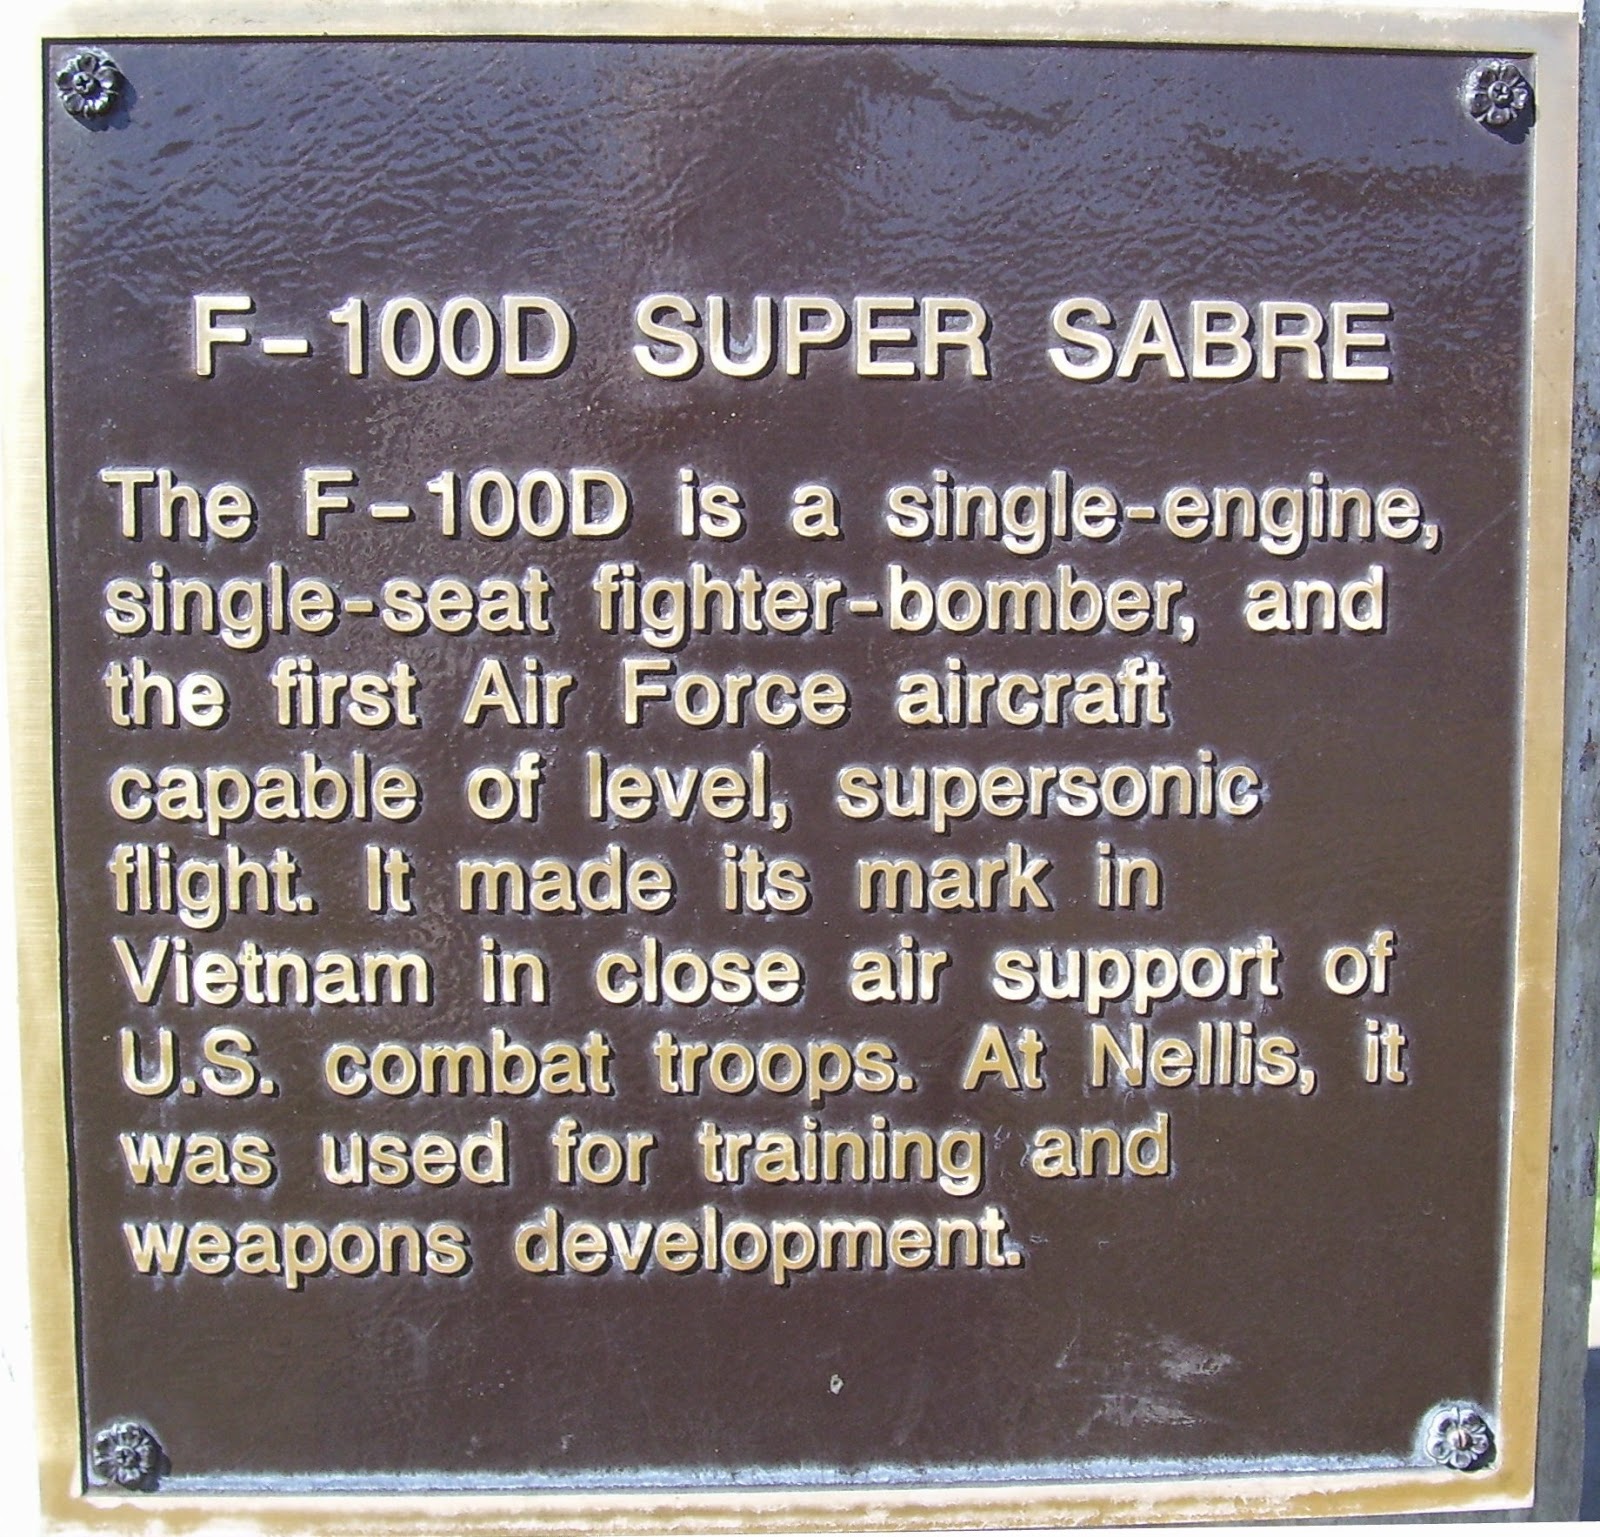 F-100D SUPER SABRE
The F-100D is a single-engine,
single-seat fighter-bomber, and
the first Air Force aircraft
capable of level, supersonic
flight. It made its mark in
Vietnam in close air support of
U.S. combat troops. At Nellis, it
was used for training and
weapons development.